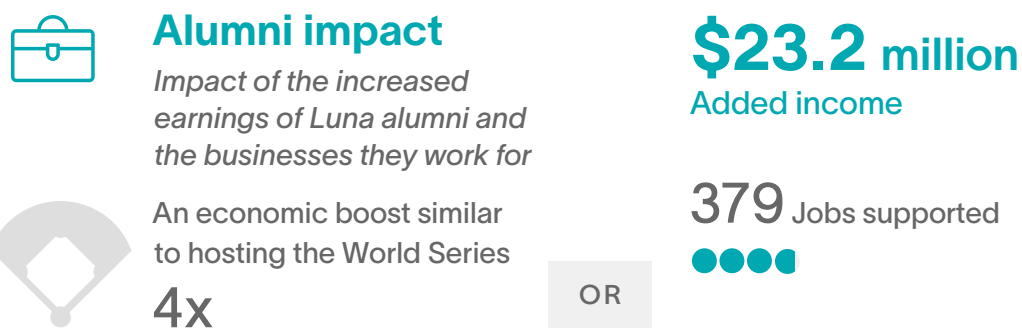 Alumni impact
Impact of the increased
earnings of Luna alumni and
the businesses they work for
An economic boost similar
to hosting the World Series
4x
OR
$23.2 million
Added income
379 Jobs supported